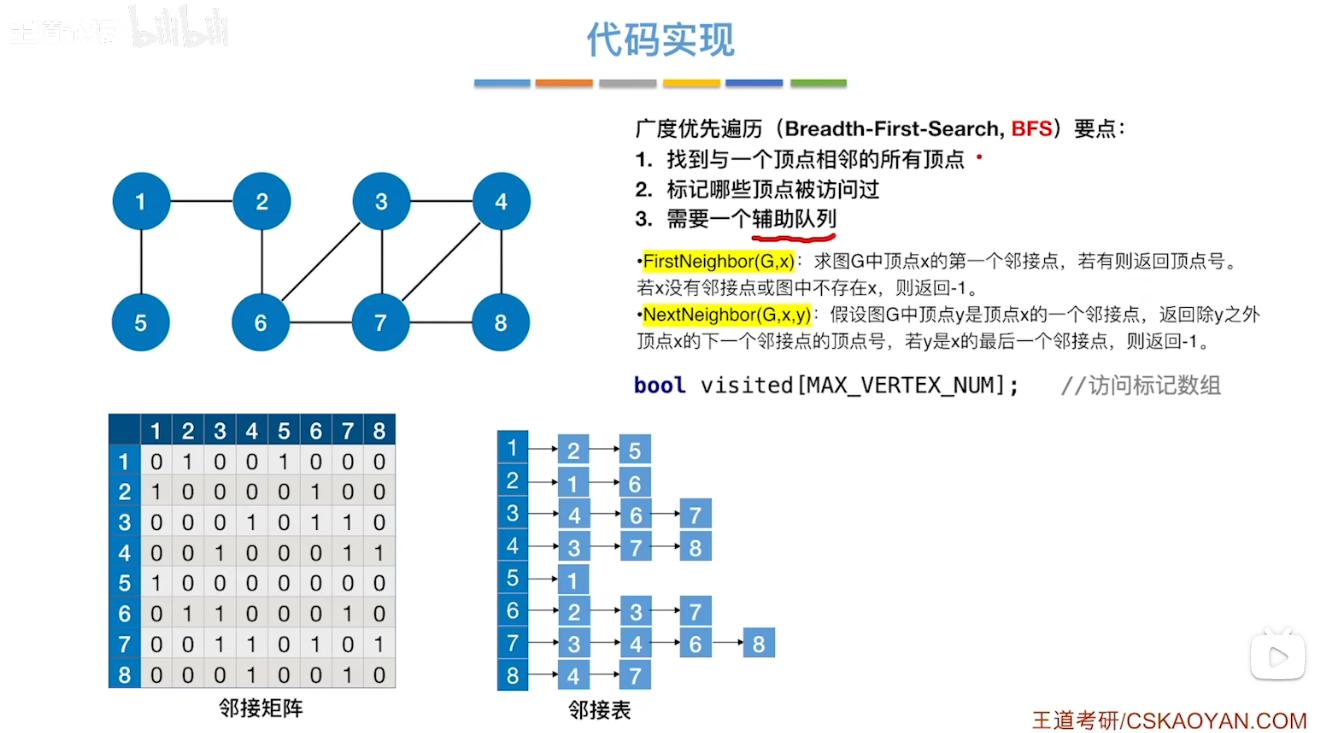 bilibili
代码实现
广度优先遍历（Breadth-First-Search, BFS）要点：
1. 找到与一个顶点相邻的所有顶点
2. 标记哪些顶点被访问过
3. 需要一个辅助队列
•FirstNeighbor(G,x)：求图G中顶点x的第一个邻接点，若有则返回顶点号。
若x没有邻接点或图中不存在x，则返回-1。
•NextNeighbor(G,x,y)：假设图G中顶点y是顶点x的一个邻接点，返回除y之外
顶点x的下一个邻接点的顶点号，若y是x的最后一个邻接点，则返回-1。
bool visited[MAX_VERTEX_NUM]; //访问标记数组
1 2 3 4
5 6 7 8
1 2 3 4 5 6 7 8
1 0 1 0 0 1 0 0 0
2 1 0 0 0 0 1 0 0
3 0 0 0 1 0 1 1 0
4 0 0 1 0 0 0 1 1
5 1 0 0 0 0 0 0 0
6 0 1 1 0 0 0 1 0
7 0 0 1 1 0 1 0 1
8 0 0 0 1 0 0 1 0
邻接矩阵
1 2 5
2 1 6
3 4 6 7
4 3 7 8
5 1
6 2 3 7
7 3 4 6 8
8 4 7
邻接表
王道考研/CSKAOYAN.COM